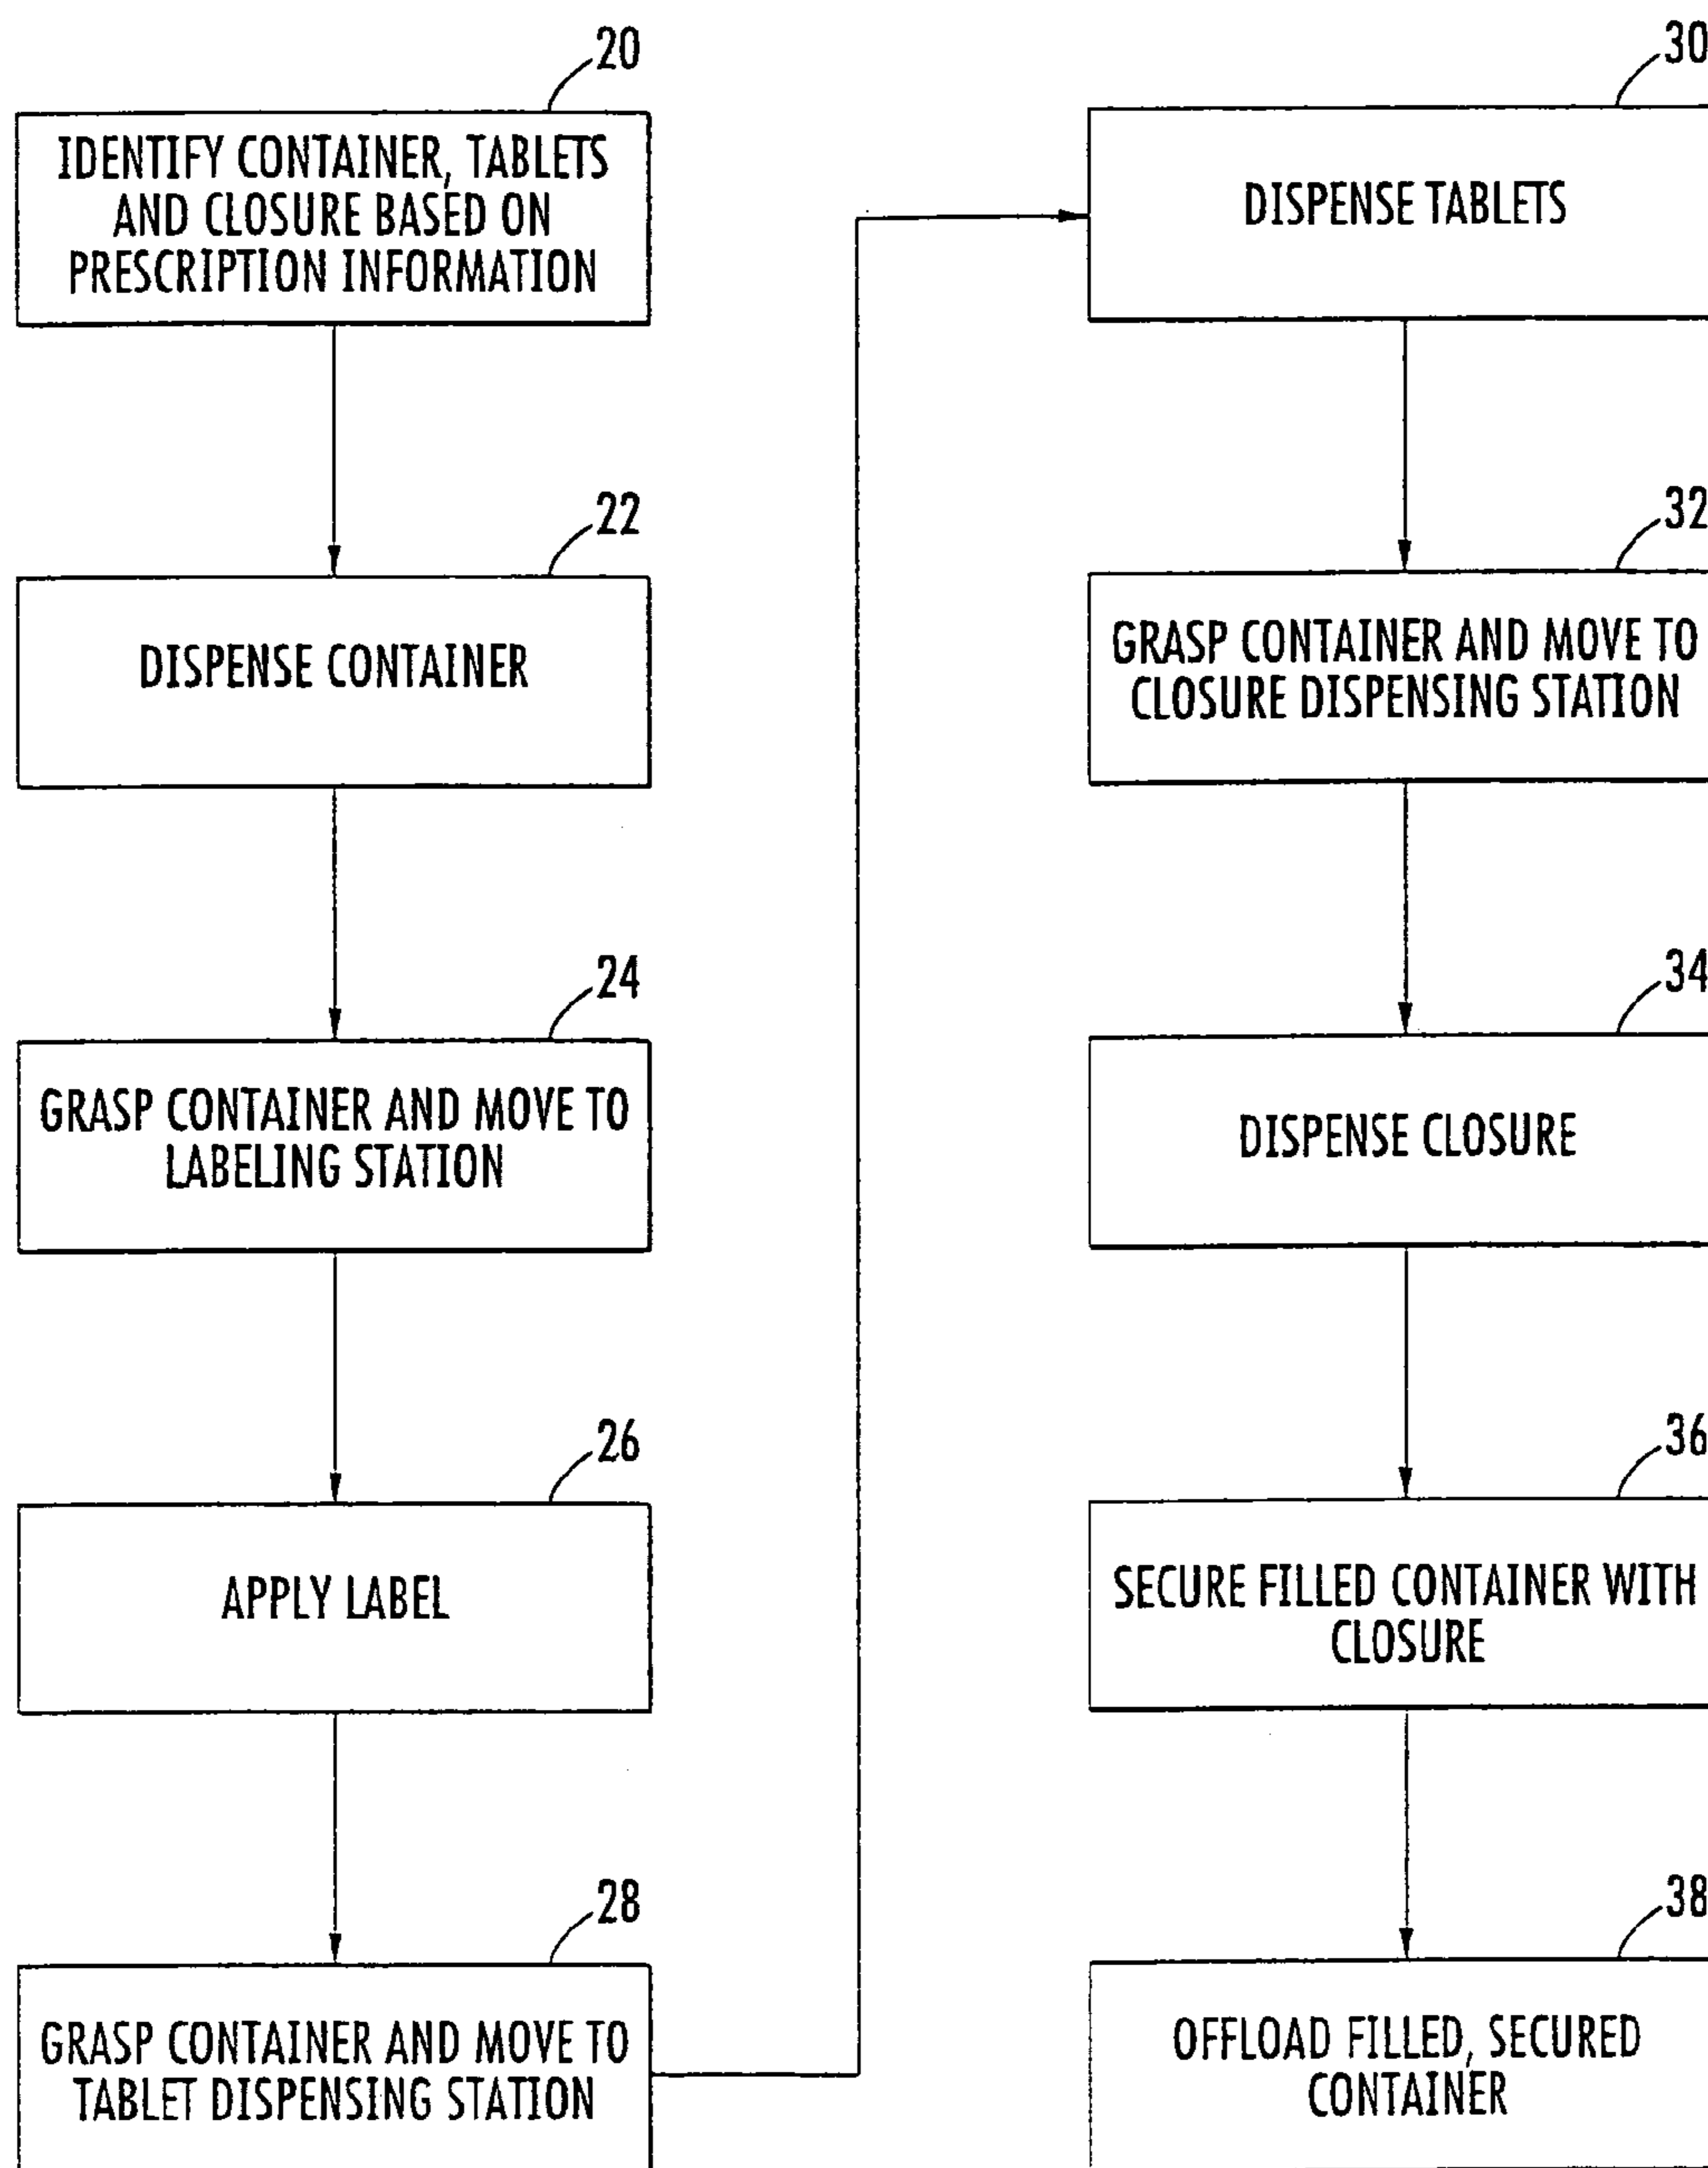 20
IDENTIFY CONTAINER, TABLETS
AND CLOSURE BASED ON
PRESCRIPTION INFORMATION
22
DISPENSE CONTAINER
24
GRASP CONTAINER AND MOVE TO
LABELING STATION
26
APPLY LABEL
28
GRASP CONTAINER AND MOVE TO
TABLET DISPENSING STATION
30
DISPENSE TABLETS
32
GRASP CONTAINER AND MOVE TO
CLOSURE DISPENSING STATION
34
DISPENSE CLOSURE
36
SECURE FILLED CONTAINER WITH
CLOSURE
38
OFFLOAD FILLED, SECURED
CONTAINER